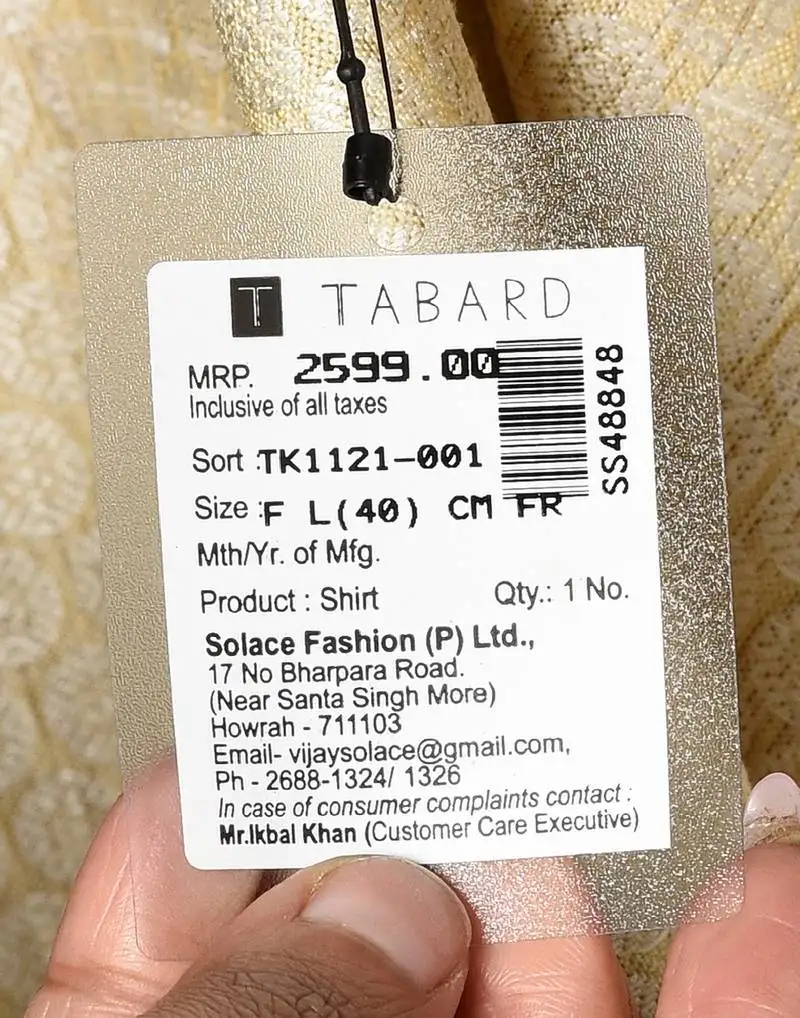 T TABARD
MRP. 2599.00
Inclusive of all taxes
Sort :TK1121-001
SS48848
Size :F L(40) CM FR
Mth/Yr. of Mfg.
Product : Shirt Qty.: 1 No.
Solace Fashion (P) Ltd.,
17 No Bharpara Road.
(Near Santa Singh More)
Howrah - 711103
Email- vijaysolace@gmail.com,
Ph - 2688-1324/ 1326
In case of consumer complaints contact :
Mr.Ikbal Khan (Customer Care Executive)